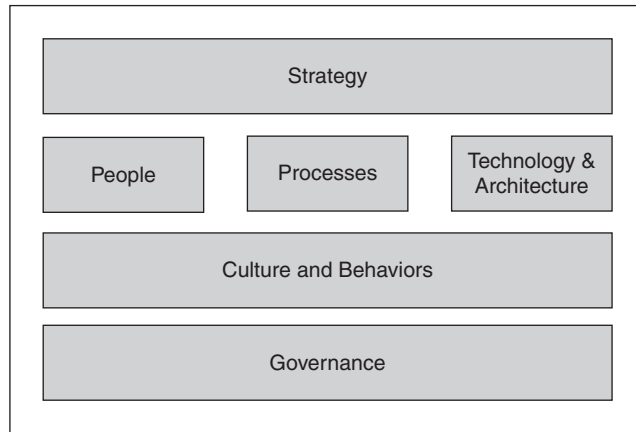 Strategy
People
Processes
Technology &
Architecture
Culture and Behaviors
Governance